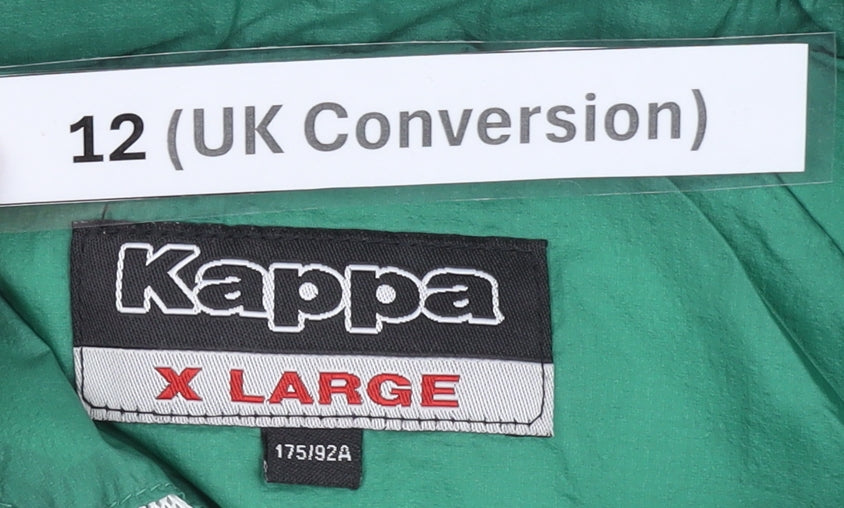 12 (UK Conversion)
Kappa
X LARGE
175/92A